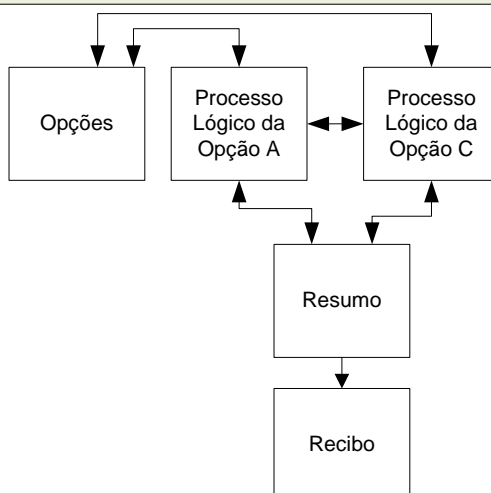 Opções
Processo
Lógico da
Opção A
Processo
Lógico da
Opção C
Resumo
Recibo